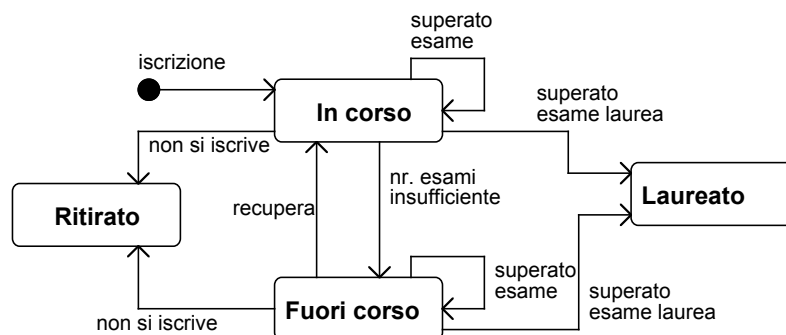 superato
esame
iscrizione
In corso
superato
esame laurea
non si iscrive
nr. esami
insufficiente
Ritirato
recupera
Laureato
superato
esame
Fuori corso
superato
esame laurea
non si iscrive